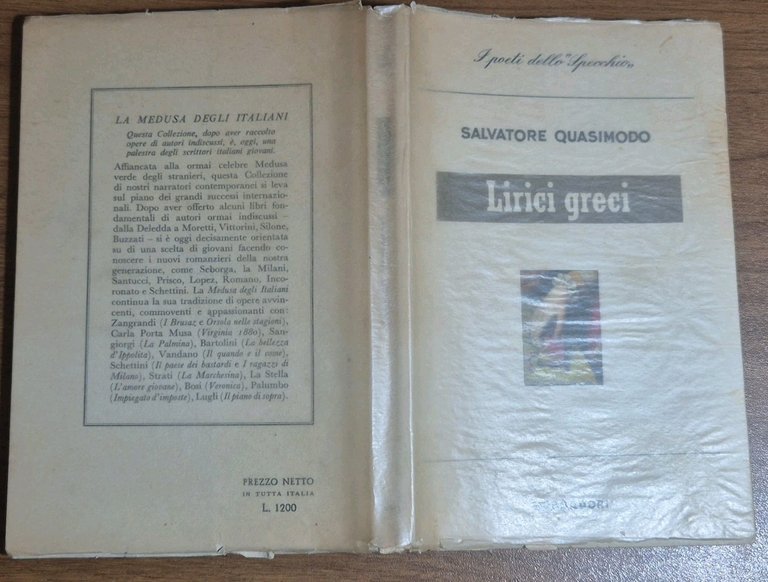 LA MEDUSA DEGLI ITALIANI
Questa Collezione, dopo aver raccolto
opere di autori indiscussi, è, oggi, una
palestra degli scrittori italiani giovani.
Affiancata alla ormai celebre Medusa
verde degli stranieri, questa Collezione
di nostri narratori contemporanei si leva
sul piano dei grandi successi internazio-
nali. Dopo aver offerto alcuni libri fon-
damentali di autori ormai indiscussi –
dalla Deledda a Moretti, Vittorini, Silone,
Buzzati – si è oggi decisamente orientata
su di una scelta di giovani facendo co-
noscere i nuovi romanzieri della nostra
generazione, come Seborga, la Milani,
Santucci, Prisco, Lopez, Romano, Inco-
ronato e Schettini. La Medusa degli Italiani
continua la sua tradizione di opere avvin-
centi, commoventi e appassionanti con:
Zangrandi (I Brusaz e Orsola nelle stagioni),
Carla Porta Musa (Virginia 1880), San-
giorgi (La Palmina), Bartolini (La bellezza
d'Ippolita), Vandano (Il quando e il come),
Schettini (Il paese dei bastardi e I ragazzi di
Milano), Strati (La Marchesina), La Stella
(L'amore giovane), Bosi (Veronica), Palumbo
(Impiegato d'imposte), Lugli (Il piano di sopra).
PREZZO NETTO
IN TUTTA ITALIA
L. 1200
I poeti dello "Specchio"
SALVATORE QUASIMODO
Lirici greci
MONDADORI